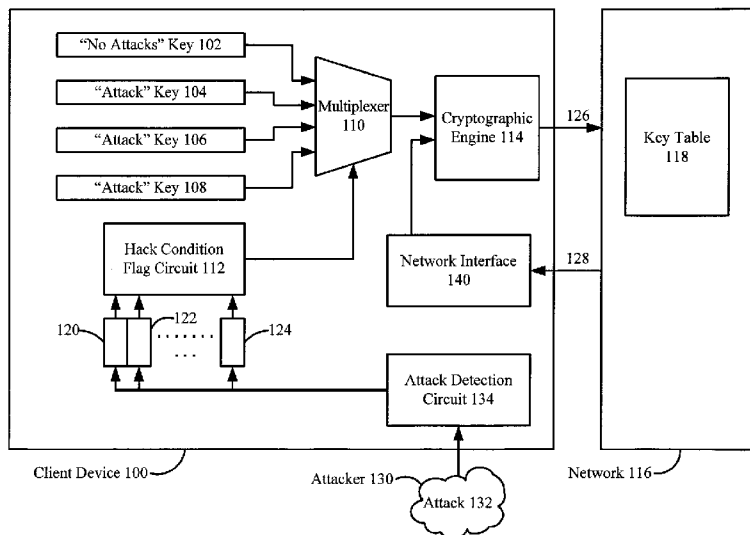 “No Attacks” Key 102
“Attack” Key 104
“Attack” Key 106
“Attack” Key 108
Multiplexer
110
Cryptographic
Engine 114
126
Key Table
118
Hack Condition
Flag Circuit 112
Network Interface
140
128
120
122
124
Attack Detection
Circuit 134
Client Device 100
Attacker 130
Attack 132
Network 116